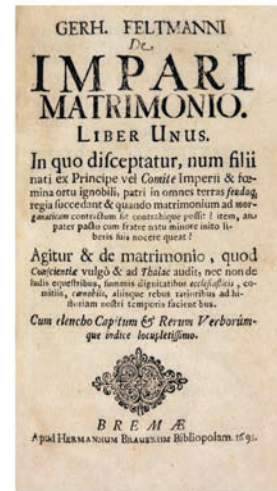 GERH. FELTMANNI
De
IMPARI
MATRIMONIO.
LIBER UNUS.
In quo disceptatur, num filii
nati ex Principe vel Comite Imperii & fœ-
mina ortu ignobili, patri in omnes terras feudaq;
regia succedant & quando matrimonium ad mor-
ganaticam contractum sit contrahique possit? item, an
pater pacto cum fratre natu minore inito li-
beris suis nocere queat?
Agitur & de matrimonio, quod
Conscientiæ vulgò & ad Thalac audit, nec non de
ludis equestribus, summis dignitatibus ecclesiasticis, co-
mitiis, cœnobiis, aliisque rebus rarioribus ad hi-
storiam nostri temporis facientibus.
Cum elencho Capitum & Rerum Verborúm-
que indice locupletissimo.
BREMÆ
Apud HERMANNUM BRAUERUM Bibliopolam. 1691.